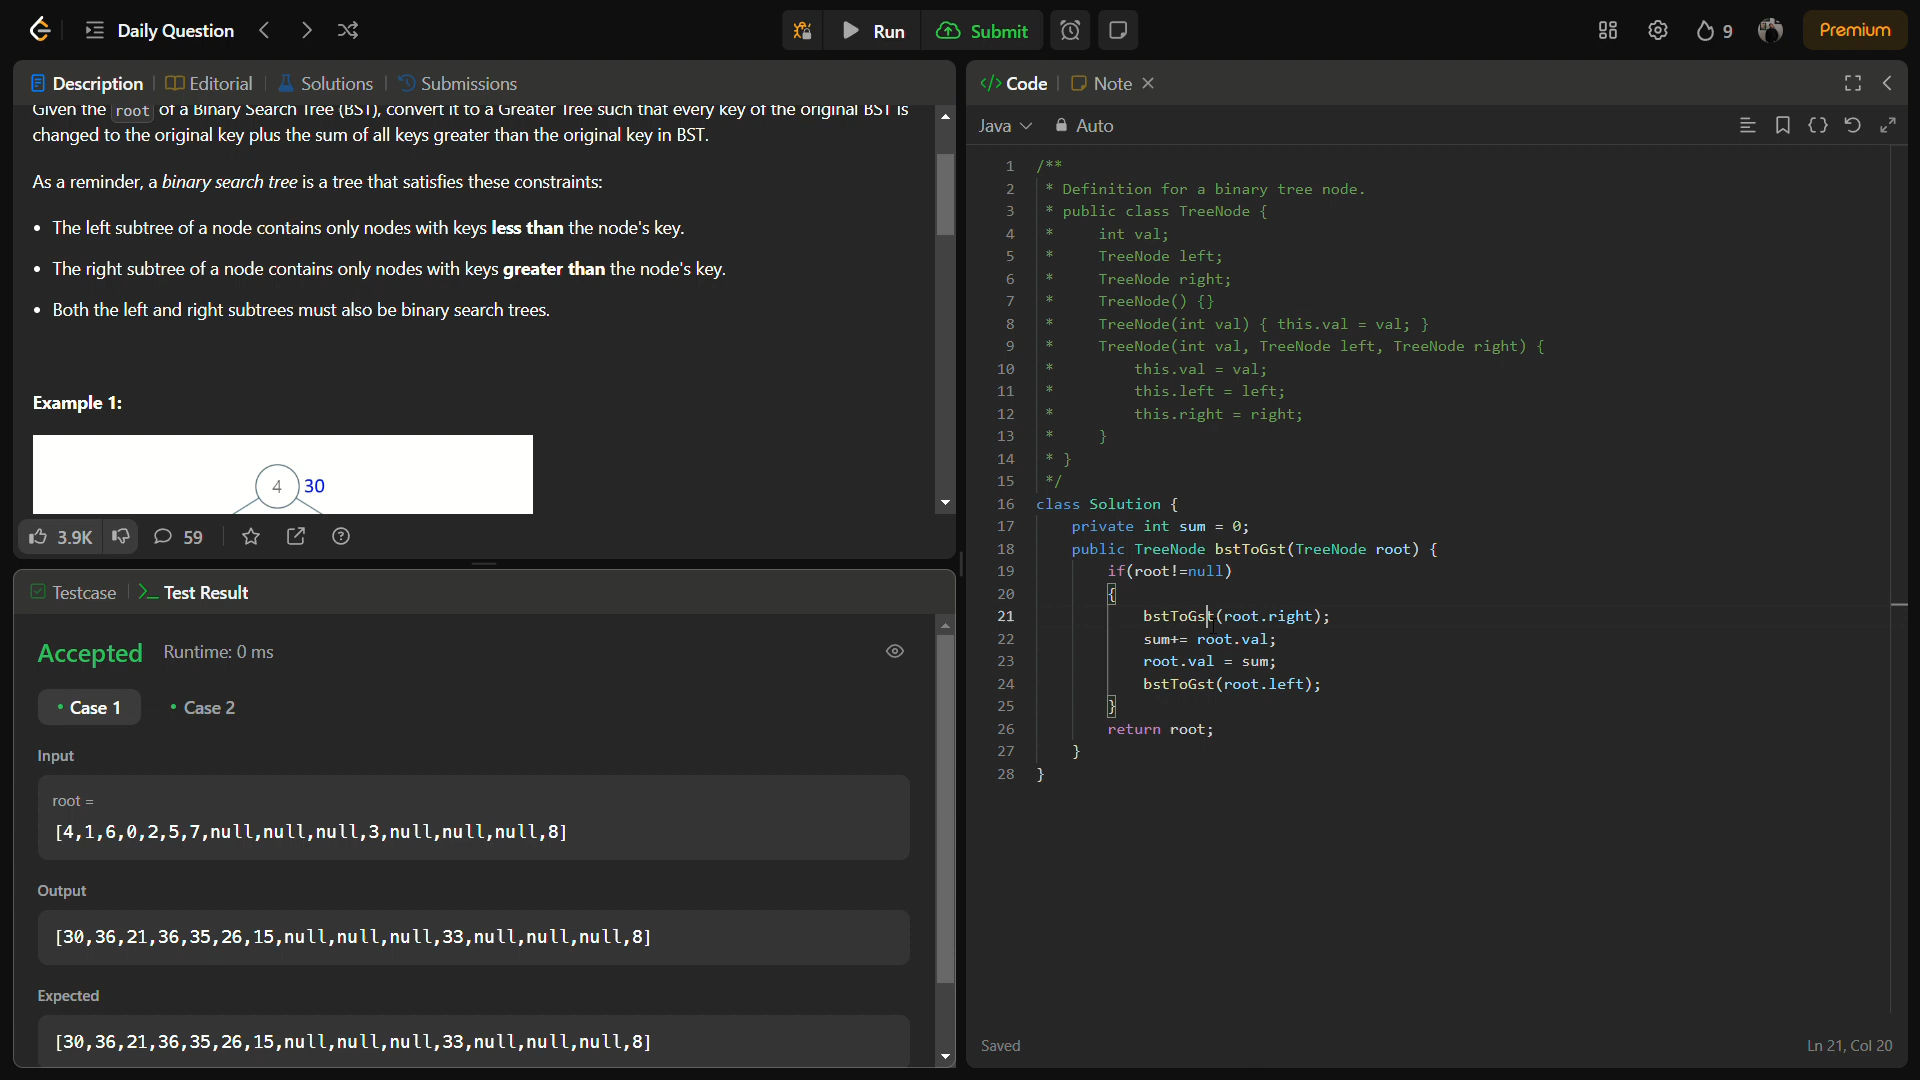 Daily Question
Run
Submit
9
Premium
Description
Editorial
Solutions
Submissions
Given the root of a Binary Search Tree (BST), convert it to a Greater Tree such that every key of the original BST is
changed to the original key plus the sum of all keys greater than the original key in BST.
As a reminder, a binary search tree is a tree that satisfies these constraints:
• The left subtree of a node contains only nodes with keys less than the node's key.
• The right subtree of a node contains only nodes with keys greater than the node's key.
• Both the left and right subtrees must also be binary search trees.
Example 1:
4 30
3.9K
59
Testcase
Test Result
Accepted Runtime: 0 ms
• Case 1
• Case 2
Input
root =
[4,1,6,0,2,5,7,null,null,null,3,null,null,null,8]
Output
[30,36,21,36,35,26,15,null,null,null,33,null,null,null,8]
Expected
[30,36,21,36,35,26,15,null,null,null,33,null,null,null,8]
</> Code
Note
Java
Auto
1 /**
2 * Definition for a binary tree node.
3 * public class TreeNode {
4 * int val;
5 * TreeNode left;
6 * TreeNode right;
7 * TreeNode() {}
8 * TreeNode(int val) { this.val = val; }
9 * TreeNode(int val, TreeNode left, TreeNode right) {
10 * this.val = val;
11 * this.left = left;
12 * this.right = right;
13 * }
14 * }
15 */
16 class Solution {
17 private int sum = 0;
18 public TreeNode bstToGst(TreeNode root) {
19 if(root!=null)
20 {
21 bstToGst(root.right);
22 sum+= root.val;
23 root.val = sum;
24 bstToGst(root.left);
25 }
26 return root;
27 }
28 }
Saved
Ln 21, Col 20